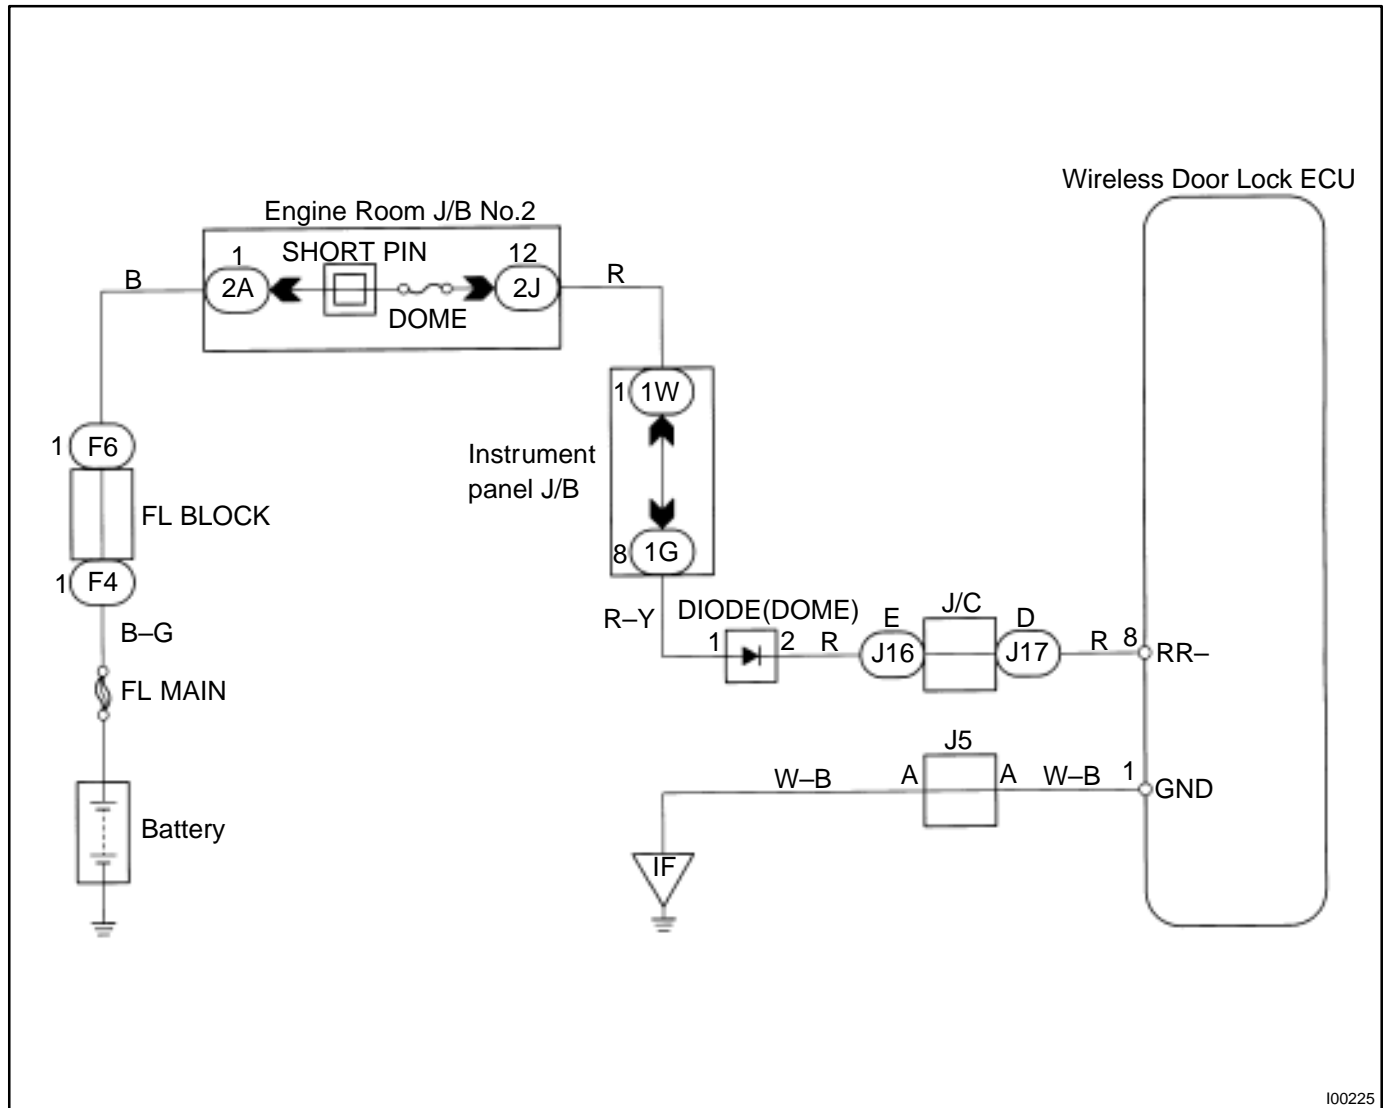 Wireless Door Lock ECU
Engine Room J/B No.2
1 SHORT PIN 12
B 2A 2J R
DOME
1 1W
1 F6
Instrument
panel J/B
FL BLOCK
8 1G
1 F4
R–Y DIODE(DOME) E J/C D
B–G
1 2 R J16 J17 R 8 RR–
FL MAIN
J5
W–B A A W–B 1 GND
Battery
IF
I00225